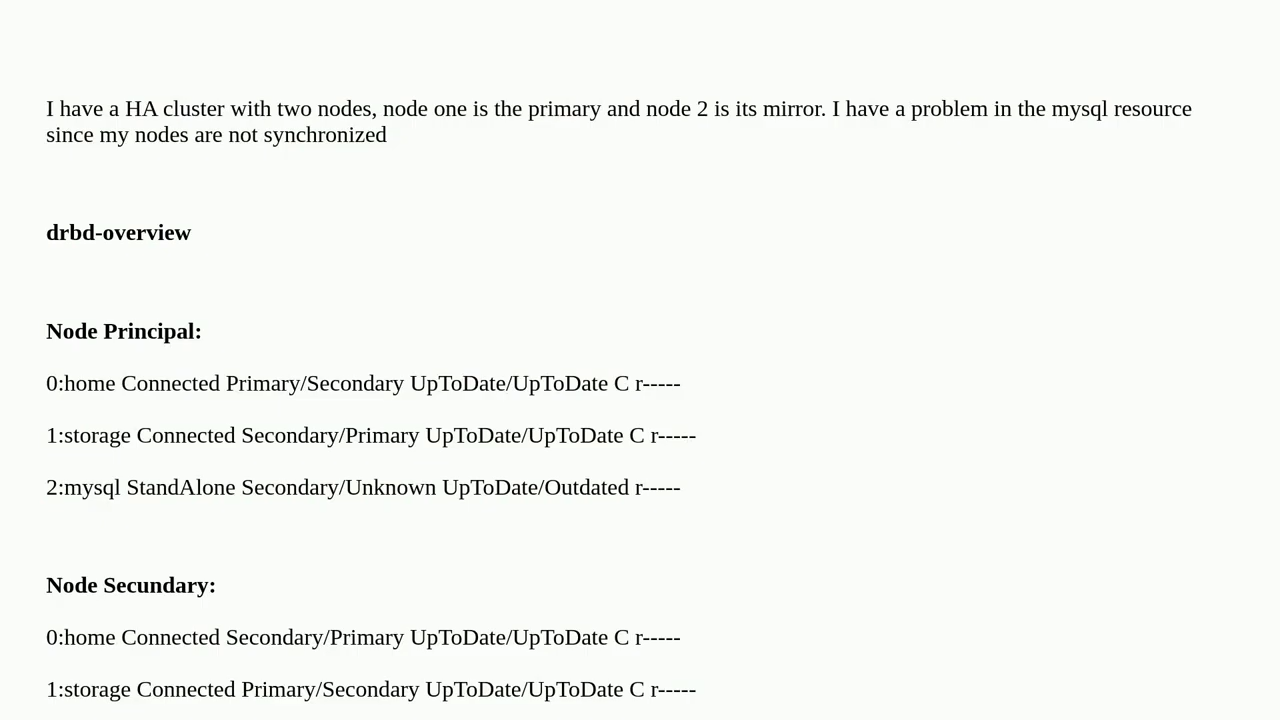 I have a HA cluster with two nodes, node one is the primary and node 2 is its mirror. I have a problem in the mysql resource
since my nodes are not synchronized
drbd-overview
Node Principal:
0:home Connected Primary/Secondary UpToDate/UpToDate C r-----
1:storage Connected Secondary/Primary UpToDate/UpToDate C r-----
2:mysql StandAlone Secondary/Unknown UpToDate/Outdated r-----
Node Secundary:
0:home Connected Secondary/Primary UpToDate/UpToDate C r-----
1:storage Connected Primary/Secondary UpToDate/UpToDate C r-----